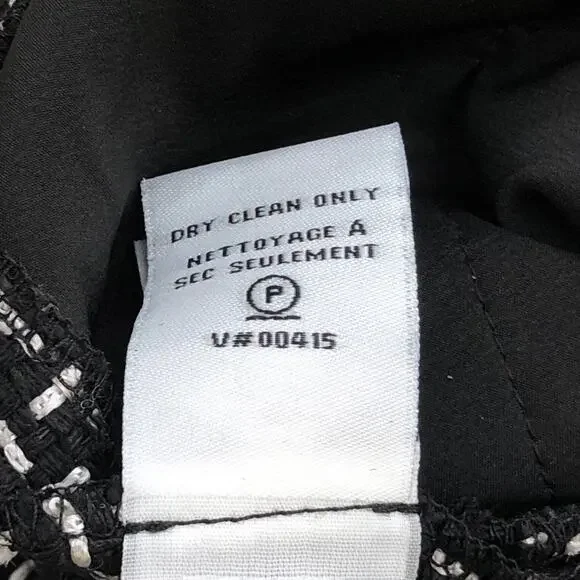 DRY CLEAN ONLY
NETTOYAGE À
SEC SEULEMENT
P
V#00415